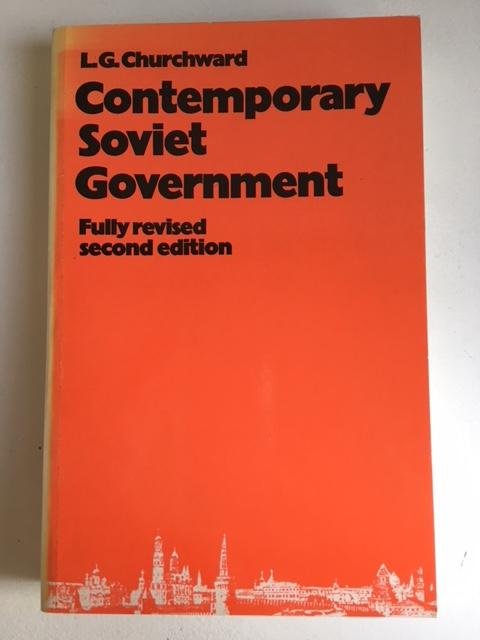 L.G. Churchward
Contemporary
Soviet
Government
Fully revised
second edition